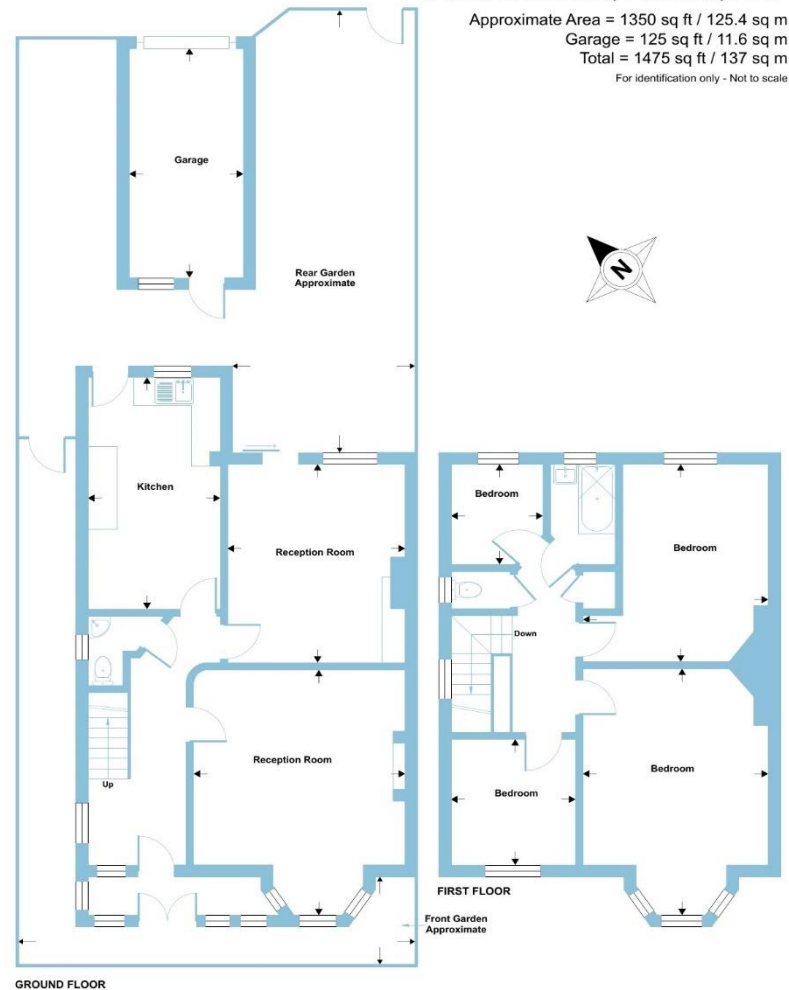 Approximate Area = 1350 sq ft / 125.4 sq m
Garage = 125 sq ft / 11.6 sq m
Total = 1475 sq ft / 137 sq m
For identification only - Not to scale
Garage
N
Rear Garden
Approximate
Kitchen
Reception Room
Bedroom
Bedroom
Down
Reception Room
Up
Bedroom
Bedroom
FIRST FLOOR
Front Garden
Approximate
GROUND FLOOR